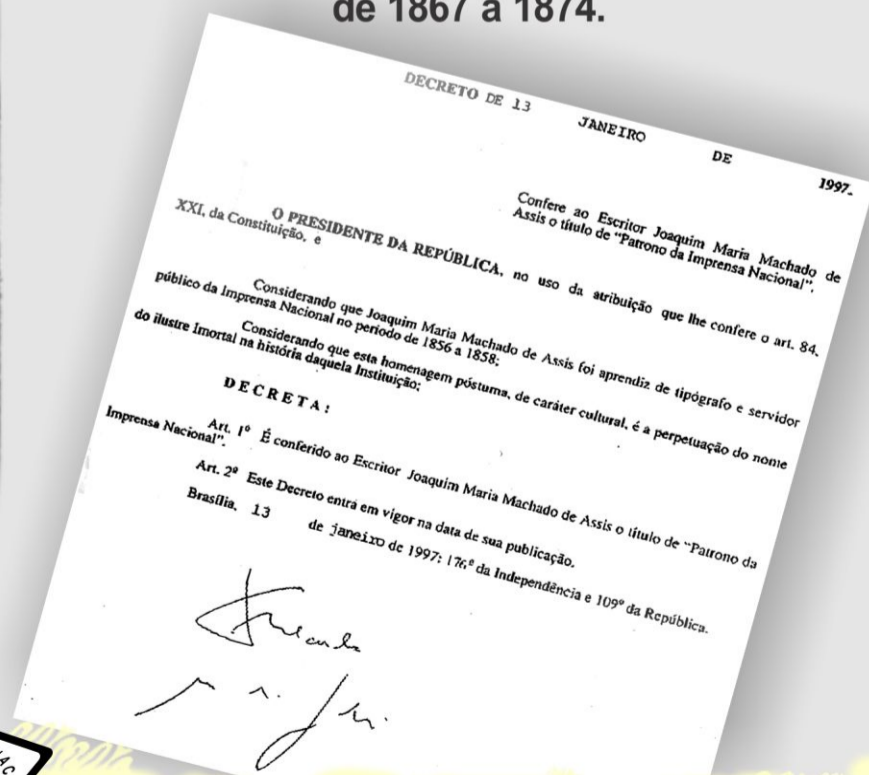 de 1867 a 1874.
DECRETO DE 13 JANEIRO DE 1997.
Confere ao Escritor Joaquim Maria Machado de
Assis o título de "Patrono da Imprensa Nacional".
O PRESIDENTE DA REPÚBLICA, no uso da atribuição que lhe confere o art. 84,
XXI, da Constituição, e
Considerando que Joaquim Maria Machado de Assis foi aprendiz de tipógrafo e servidor
público da Imprensa Nacional no período de 1856 a 1858;
Considerando que esta homenagem póstuma, de caráter cultural, é a perpetuação do nome
do ilustre Imortal na história daquela Instituição;
DECRETA:
Art. 1º É conferido ao Escritor Joaquim Maria Machado de Assis o título de "Patrono da
Imprensa Nacional".
Art. 2º Este Decreto entra em vigor na data de sua publicação.
Brasília, 13 de janeiro de 1997; 176º da Independência e 109º da República.